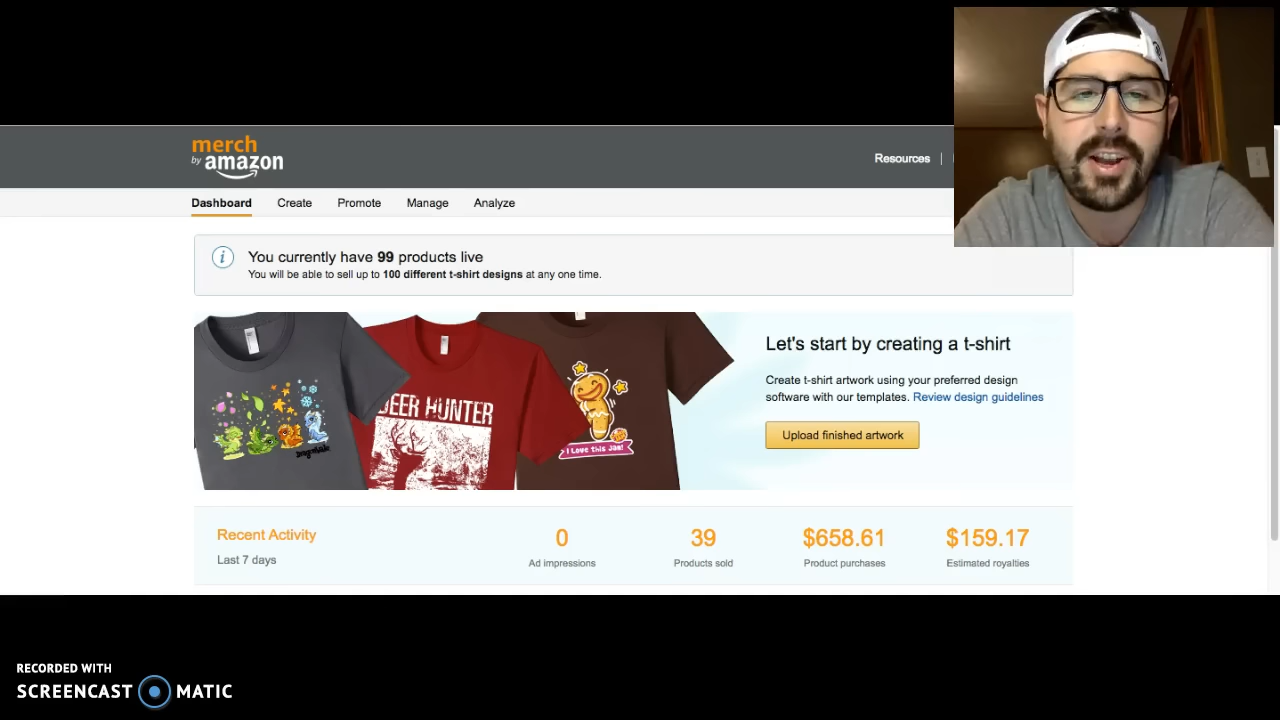 merch
by amazon
Resources
Dashboard
Create
Promote
Manage
Analyze
You currently have 99 products live
You will be able to sell up to 100 different t-shirt designs at any one time.
DEER HUNTER
I Love this Jam!
Let's start by creating a t-shirt
Create t-shirt artwork using your preferred design
software with our templates. Review design guidelines
Upload finished artwork
Recent Activity
Last 7 days
0
Ad impressions
39
Products sold
$658.61
Product purchases
$159.17
Estimated royalties
RECORDED WITH
SCREENCAST MATIC